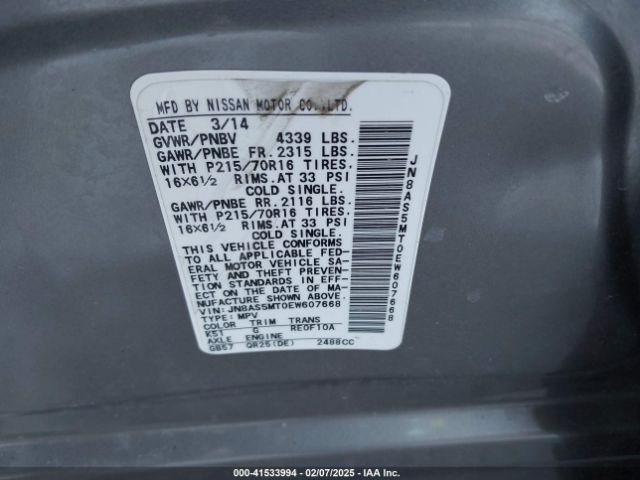 MFD BY NISSAN MOTOR CO.,LTD.
DATE 3/14
GVWR/PNBV 4339 LBS.
GAWR/PNBE FR. 2315 LBS.
WITH P215/70R16 TIRES.
16X6½ RIMS. AT 33 PSI
COLD SINGLE.
GAWR/PNBE RR. 2116 LBS.
WITH P215/70R16 TIRES.
16X6½ RIMS. AT 33 PSI
COLD SINGLE.
THIS VEHICLE CONFORMS
TO ALL APPLICABLE FED-
ERAL MOTOR VEHICLE SA-
FETY AND THEFT PREVEN-
TION STANDARDS IN EFF-
ECT ON THE DATE OF MA-
NUFACTURE SHOWN ABOVE.
VIN: JN8AS5MT0EW607668
TYPE: MPV
COLOR TRIM TRANS
K51 G RE0F10A
AXLE ENGINE
GB57 QR25(DE) 2488CC
JN8AS5MT0EW607668
000-41533994 - 02/07/2025 - IAA Inc.